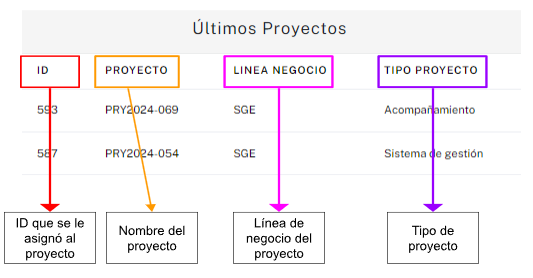 Últimos Proyectos
ID PROYECTO LINEA NEGOCIO TIPO PROYECTO
593 PRY2024-069 SGE Acompañamiento
587 PRY2024-054 SGE Sistema de gestión
ID que se le
asignó al
proyecto
Nombre del
proyecto
Línea de
negocio del
proyecto
Tipo de
proyecto